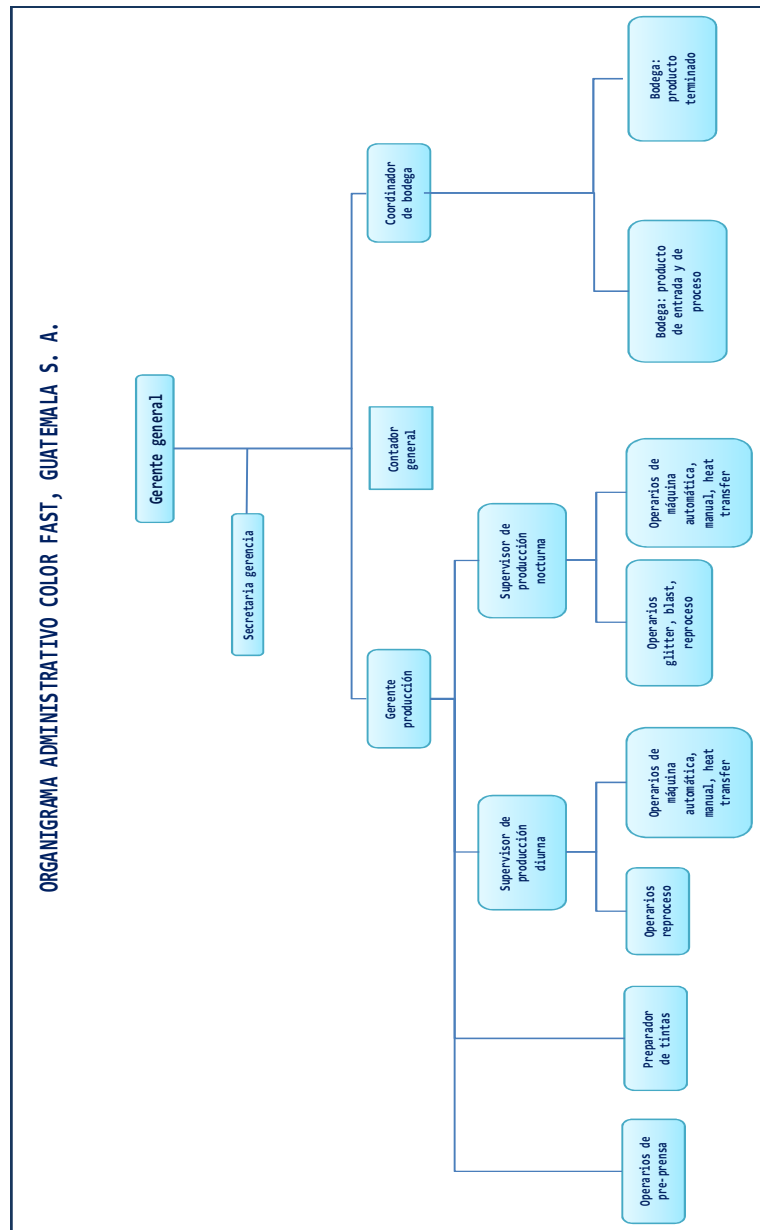 ORGANIGRAMA ADMINISTRATIVO COLOR FAST, GUATEMALA S. A.
Gerente general
Secretaria gerencia
Gerente
producción
Contador
general
Coordinador
de bodega
Supervisor de
producción
diurna
Supervisor de
producción
nocturna
Operarios de
pre-prensa
Preparador
de tintas
Operarios
reproceso
Operarios de
máquina
automática,
manual, heat
transfer
Operarios
glitter, blast,
reproceso
Operarios de
máquina
automática,
manual, heat
transfer
Bodega: producto
de entrada y de
proceso
Bodega:
producto
terminado